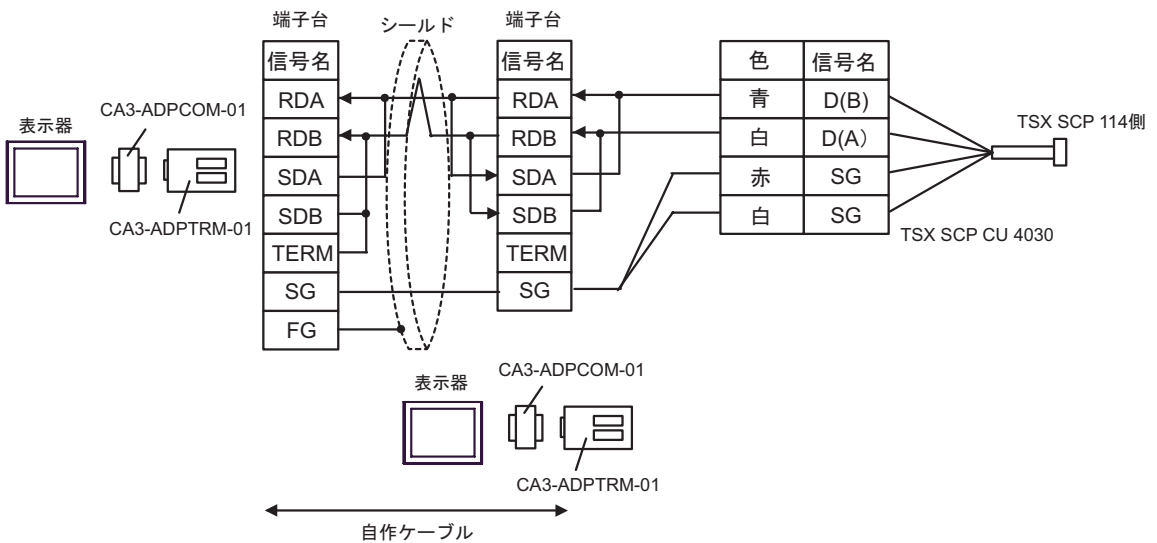 端子台
シールド
端子台
信号名
信号名
色
信号名
RDA
RDA
青
D(B)
CA3-ADPCOM-01
表示器
RDB
RDB
白
D(A）
TSX SCP 114側
SDA
SDA
赤
SG
CA3-ADPTRM-01
SDB
SDB
白
SG
TSX SCP CU 4030
TERM
TERM
SG
SG
FG
表示器
CA3-ADPCOM-01
CA3-ADPTRM-01
自作ケーブル